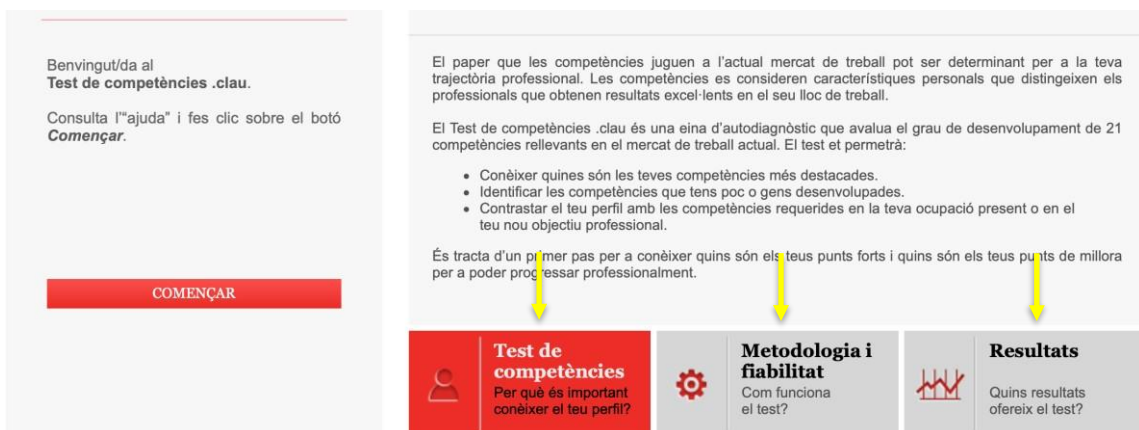 Benvingut/da al
Test de competències .clau.
Consulta l'“ajuda” i fes clic sobre el botó
Començar.
COMENÇAR
El paper que les competències juguen a l'actual mercat de treball pot ser determinant per a la teva
trajectòria professional. Les competències es consideren característiques personals que distingeixen els
professionals que obtenen resultats excel·lents en el seu lloc de treball.
El Test de competències .clau és una eina d'autodiagnòstic que avalua el grau de desenvolupament de 21
competències rellevants en el mercat de treball actual. El test et permetrà:
• Conèixer quines són les teves competències més destacades.
• Identificar les competències que tens poc o gens desenvolupades.
• Contrastar el teu perfil amb les competències requerides en la teva ocupació present o en el
teu nou objectiu professional.
És tracta d'un primer pas per a conèixer quins són els teus punts forts i quins són els teus punts de millora
per a poder progressar professionalment.
Test de
competències
Per què és important
conèixer el teu perfil?
Metodologia i
fiabilitat
Com funciona
el test?
Resultats
Quins resultats
ofereix el test?